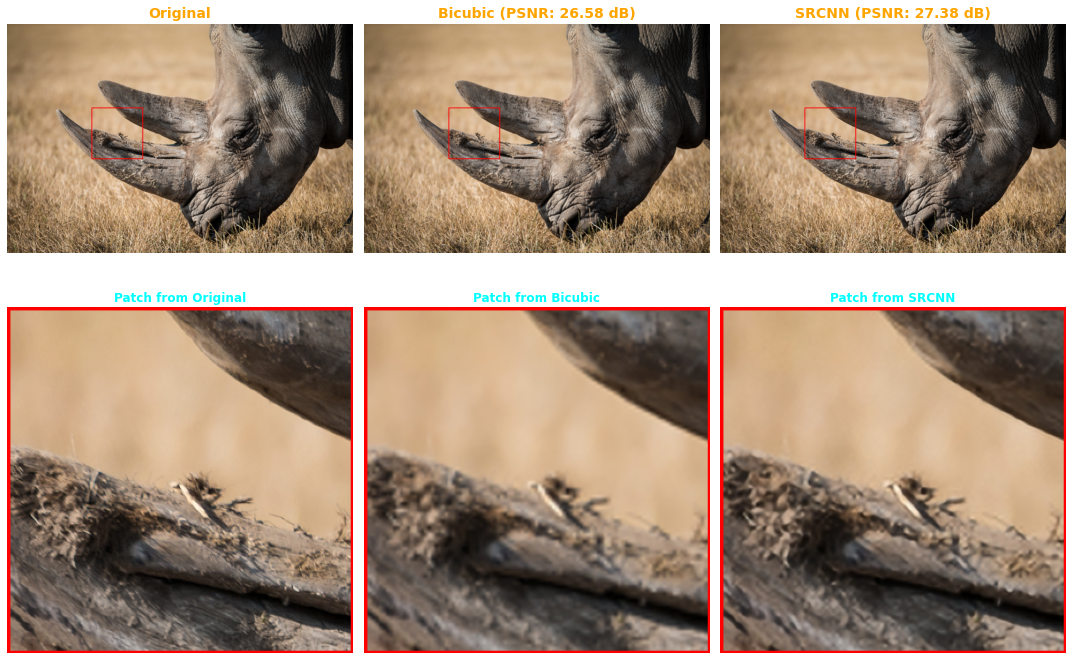 Original
Bicubic (PSNR: 26.58 dB)
SRCNN (PSNR: 27.38 dB)
Patch from Original
Patch from Bicubic
Patch from SRCNN